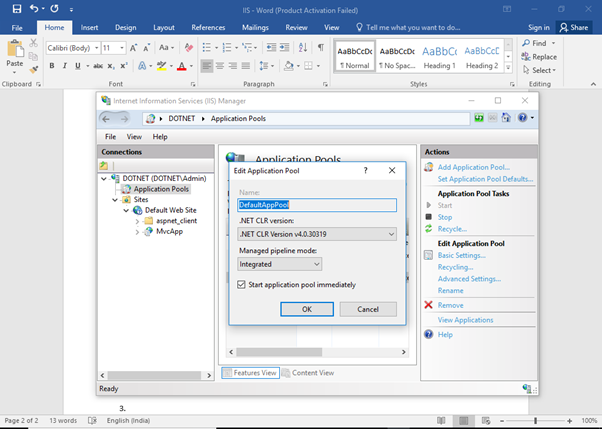 IIS - Word (Product Activation Failed)
File Home Insert Design Layout References Mailings Review View Tell me what you want to do... Sign in Share
Calibri (Body) 11 Aa
Paste
B I U abc X2 X2 A
AaBbCcDc AaBbCcDc AaBbCc AaBbCcD
¶ Normal ¶ No Spac... Heading 1 Heading 2
Find
Replace
Select
Clipboard Font Paragraph Styles Editing
Internet Information Services (IIS) Manager
DOTNET Application Pools
File View Help
Connections
DOTNET (DOTNET\Admin)
Application Pools
Sites
Default Web Site
aspnet_client
MvcApp
Application Pools
Edit Application Pool
Name:
DefaultAppPool
.NET CLR version:
.NET CLR Version v4.0.30319
Managed pipeline mode:
Integrated
Start application pool immediately
OK Cancel
Features View Content View
Actions
Add Application Pool...
Set Application Pool Defaults...
Application Pool Tasks
Start
Stop
Recycle...
Edit Application Pool
Basic Settings...
Recycling...
Advanced Settings...
Rename
Remove
View Applications
Help
Ready
3.
Page 2 of 2 13 words English (India) 100%